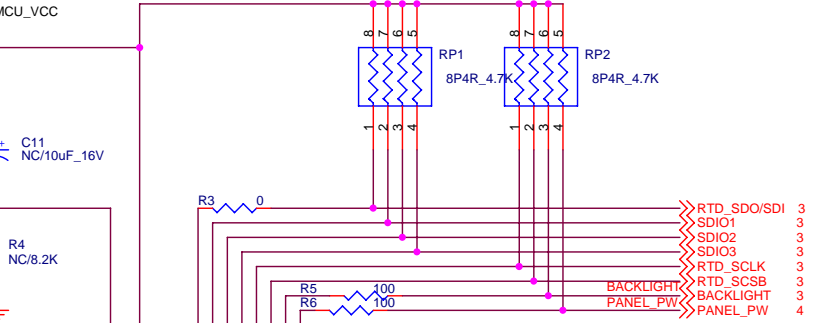 MCU_VCC
8 7 6 5
8 7 6 5
RP1
RP2
8P4R_4.7K
8P4R_4.7K
1 2 3 4
1 2 3 4
+ C11
NC/10uF_16V
R3 0
RTD_SDO/SDI 3
SDIO1 3
SDIO2 3
R4
SDIO3 3
NC/8.2K
RTD_SCLK 3
RTD_SCSB 3
R5 100 BACKLIGHT
BACKLIGHT 3
R6 100 PANEL_PW
PANEL_PW 4